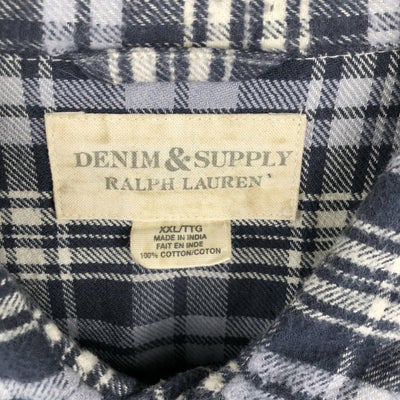 DENIM & SUPPLY
RALPH LAUREN
XXL/TTG
MADE IN INDIA
FAIT EN INDE
100% COTTON/COTON